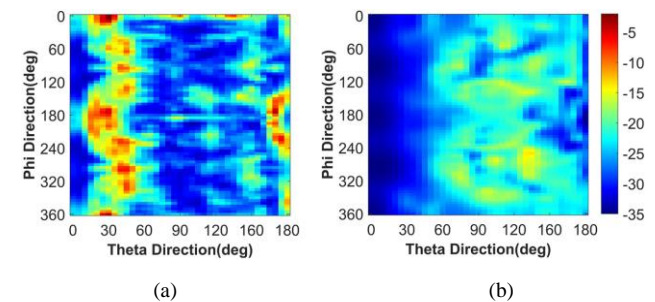 0
60
120
180
240
320
360
Phi Direction(deg)
0 30 60 90 120 160 180
Theta Direction(deg)
(a)
0
60
120
180
240
320
360
Phi Direction(deg)
0 30 60 90 120 160 180
Theta Direction(deg)
(b)
-5
-10
-15
-20
-25
-30
-35